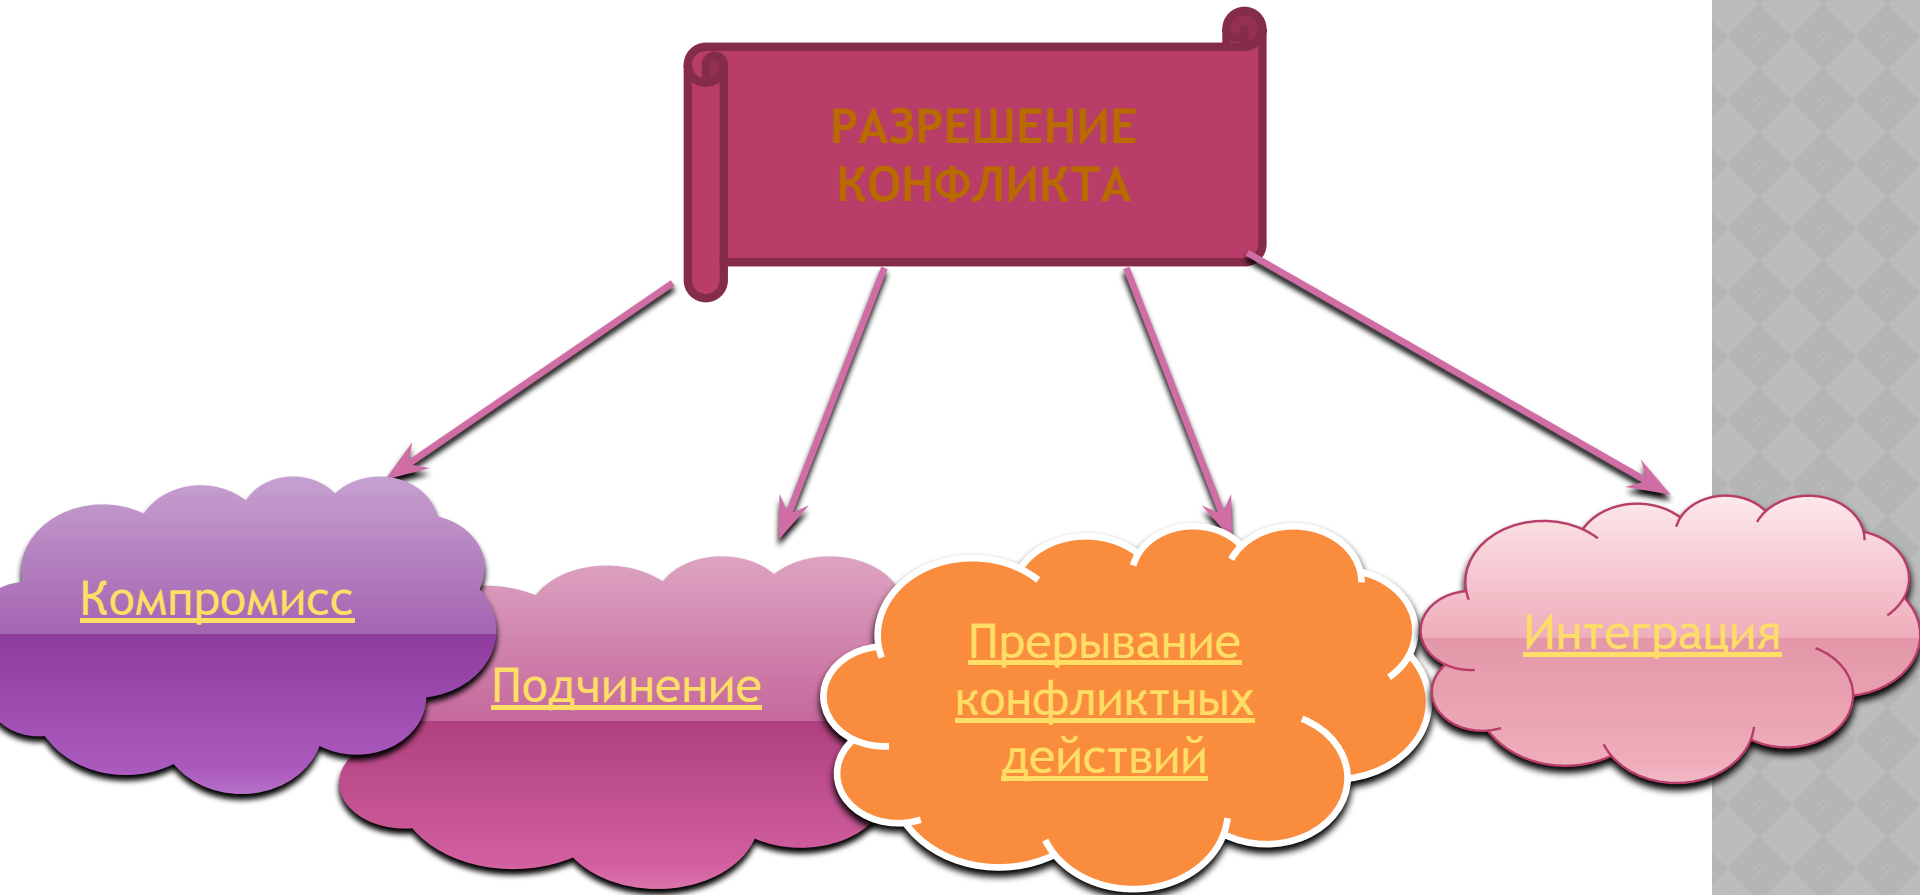 РАЗРЕШЕНИЕ
КОНФЛИКТА
Компромисс
Подчинение
Прерывание
конфликтных
действий
Интеграция